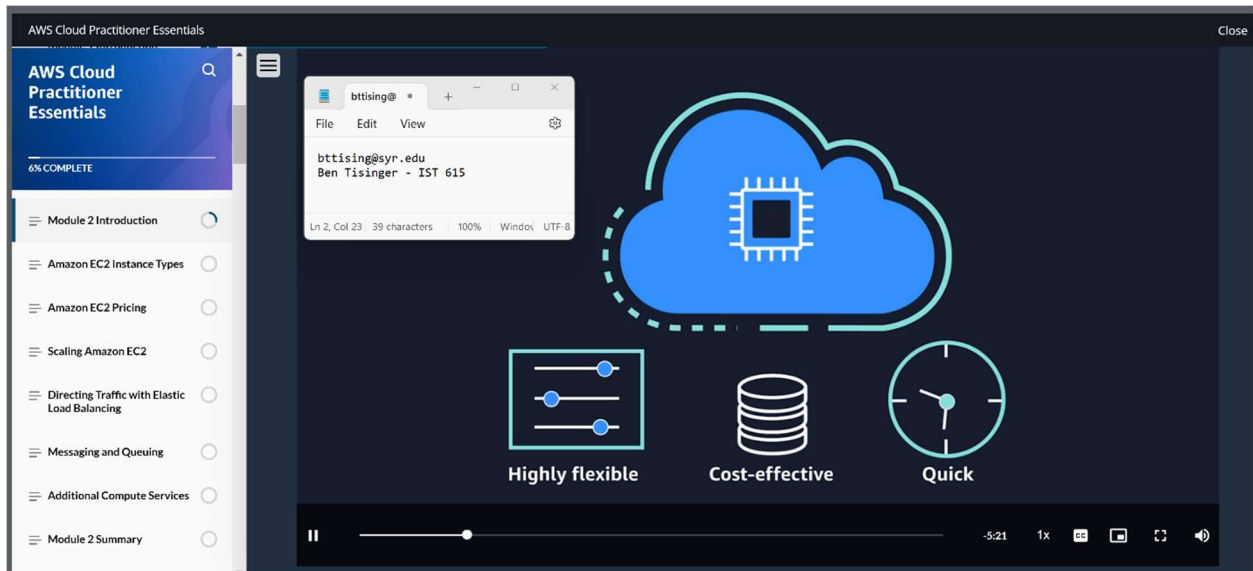 AWS Cloud Practitioner Essentials
Close
AWS Cloud
Practitioner
Essentials
6% COMPLETE
Module 2 Introduction
Amazon EC2 Instance Types
Amazon EC2 Pricing
Scaling Amazon EC2
Directing Traffic with Elastic
Load Balancing
Messaging and Queuing
Additional Compute Services
Module 2 Summary
bttising@
File Edit View
bttising@syr.edu
Ben Tisinger - IST 615
Ln 2, Col 23 39 characters 100% Window UTF-8
Highly flexible Cost-effective Quick
-5:21 1x CC